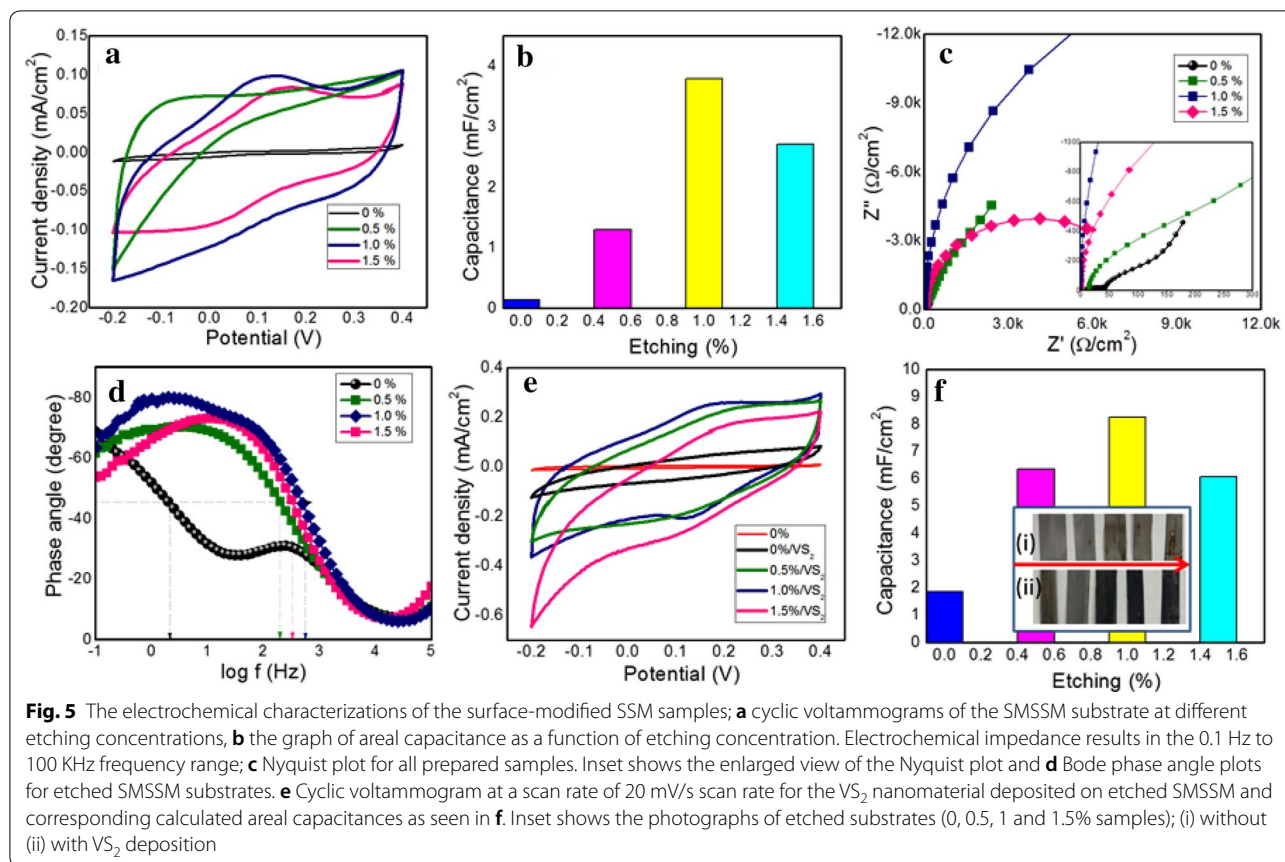 a
0.15
0.10
0.05
0.00
-0.05
-0.10
-0.15
-0.20
Current density (mA/cm²)
0 %
0.5 %
1.0 %
1.5 %
-0.2 -0.1 0.0 0.1 0.2 0.3 0.4
Potential (V)
b
4
3
2
1
0
Capacitance (mF/cm²)
0.0 0.2 0.4 0.6 0.8 1.0 1.2 1.4 1.6
Etching (%)
c
-12.0k
-9.0k
-6.0k
-3.0k
0.0
Z'' (Ω/cm²)
0 %
0.5 %
1.0 %
1.5 %
-1000
-800
-600
-400
-200
0
0 50 100 150 200 250 300
0.0 3.0k 6.0k 9.0k 12.0k
Z' (Ω/cm²)
d
-80
-60
-40
-20
0
Phase angle (degree)
0 %
0.5 %
1.0 %
1.5 %
-1 0 1 2 3 4 5
log f (Hz)
e
0.4
0.2
0.0
-0.2
-0.4
-0.6
Current density (mA/cm²)
0%
0%/VS₂
0.5%/VS₂
1.0%/VS₂
1.5%/VS₂
-0.2 -0.1 0.0 0.1 0.2 0.3 0.4
Potential (V)
f
10
9
8
7
6
5
4
3
2
1
0
Capacitance (mF/cm²)
(i)
(ii)
0.0 0.2 0.4 0.6 0.8 1.0 1.2 1.4 1.6
Etching (%)
Fig. 5 The electrochemical characterizations of the surface-modified SSM samples; a cyclic voltammograms of the SMSSM substrate at different
etching concentrations, b the graph of areal capacitance as a function of etching concentration. Electrochemical impedance results in the 0.1 Hz to
100 KHz frequency range; c Nyquist plot for all prepared samples. Inset shows the enlarged view of the Nyquist plot and d Bode phase angle plots
for etched SMSSM substrates. e Cyclic voltammogram at a scan rate of 20 mV/s scan rate for the VS₂ nanomaterial deposited on etched SMSSM and
corresponding calculated areal capacitances as seen in f. Inset shows the photographs of etched substrates (0, 0.5, 1 and 1.5% samples); (i) without
(ii) with VS₂ deposition